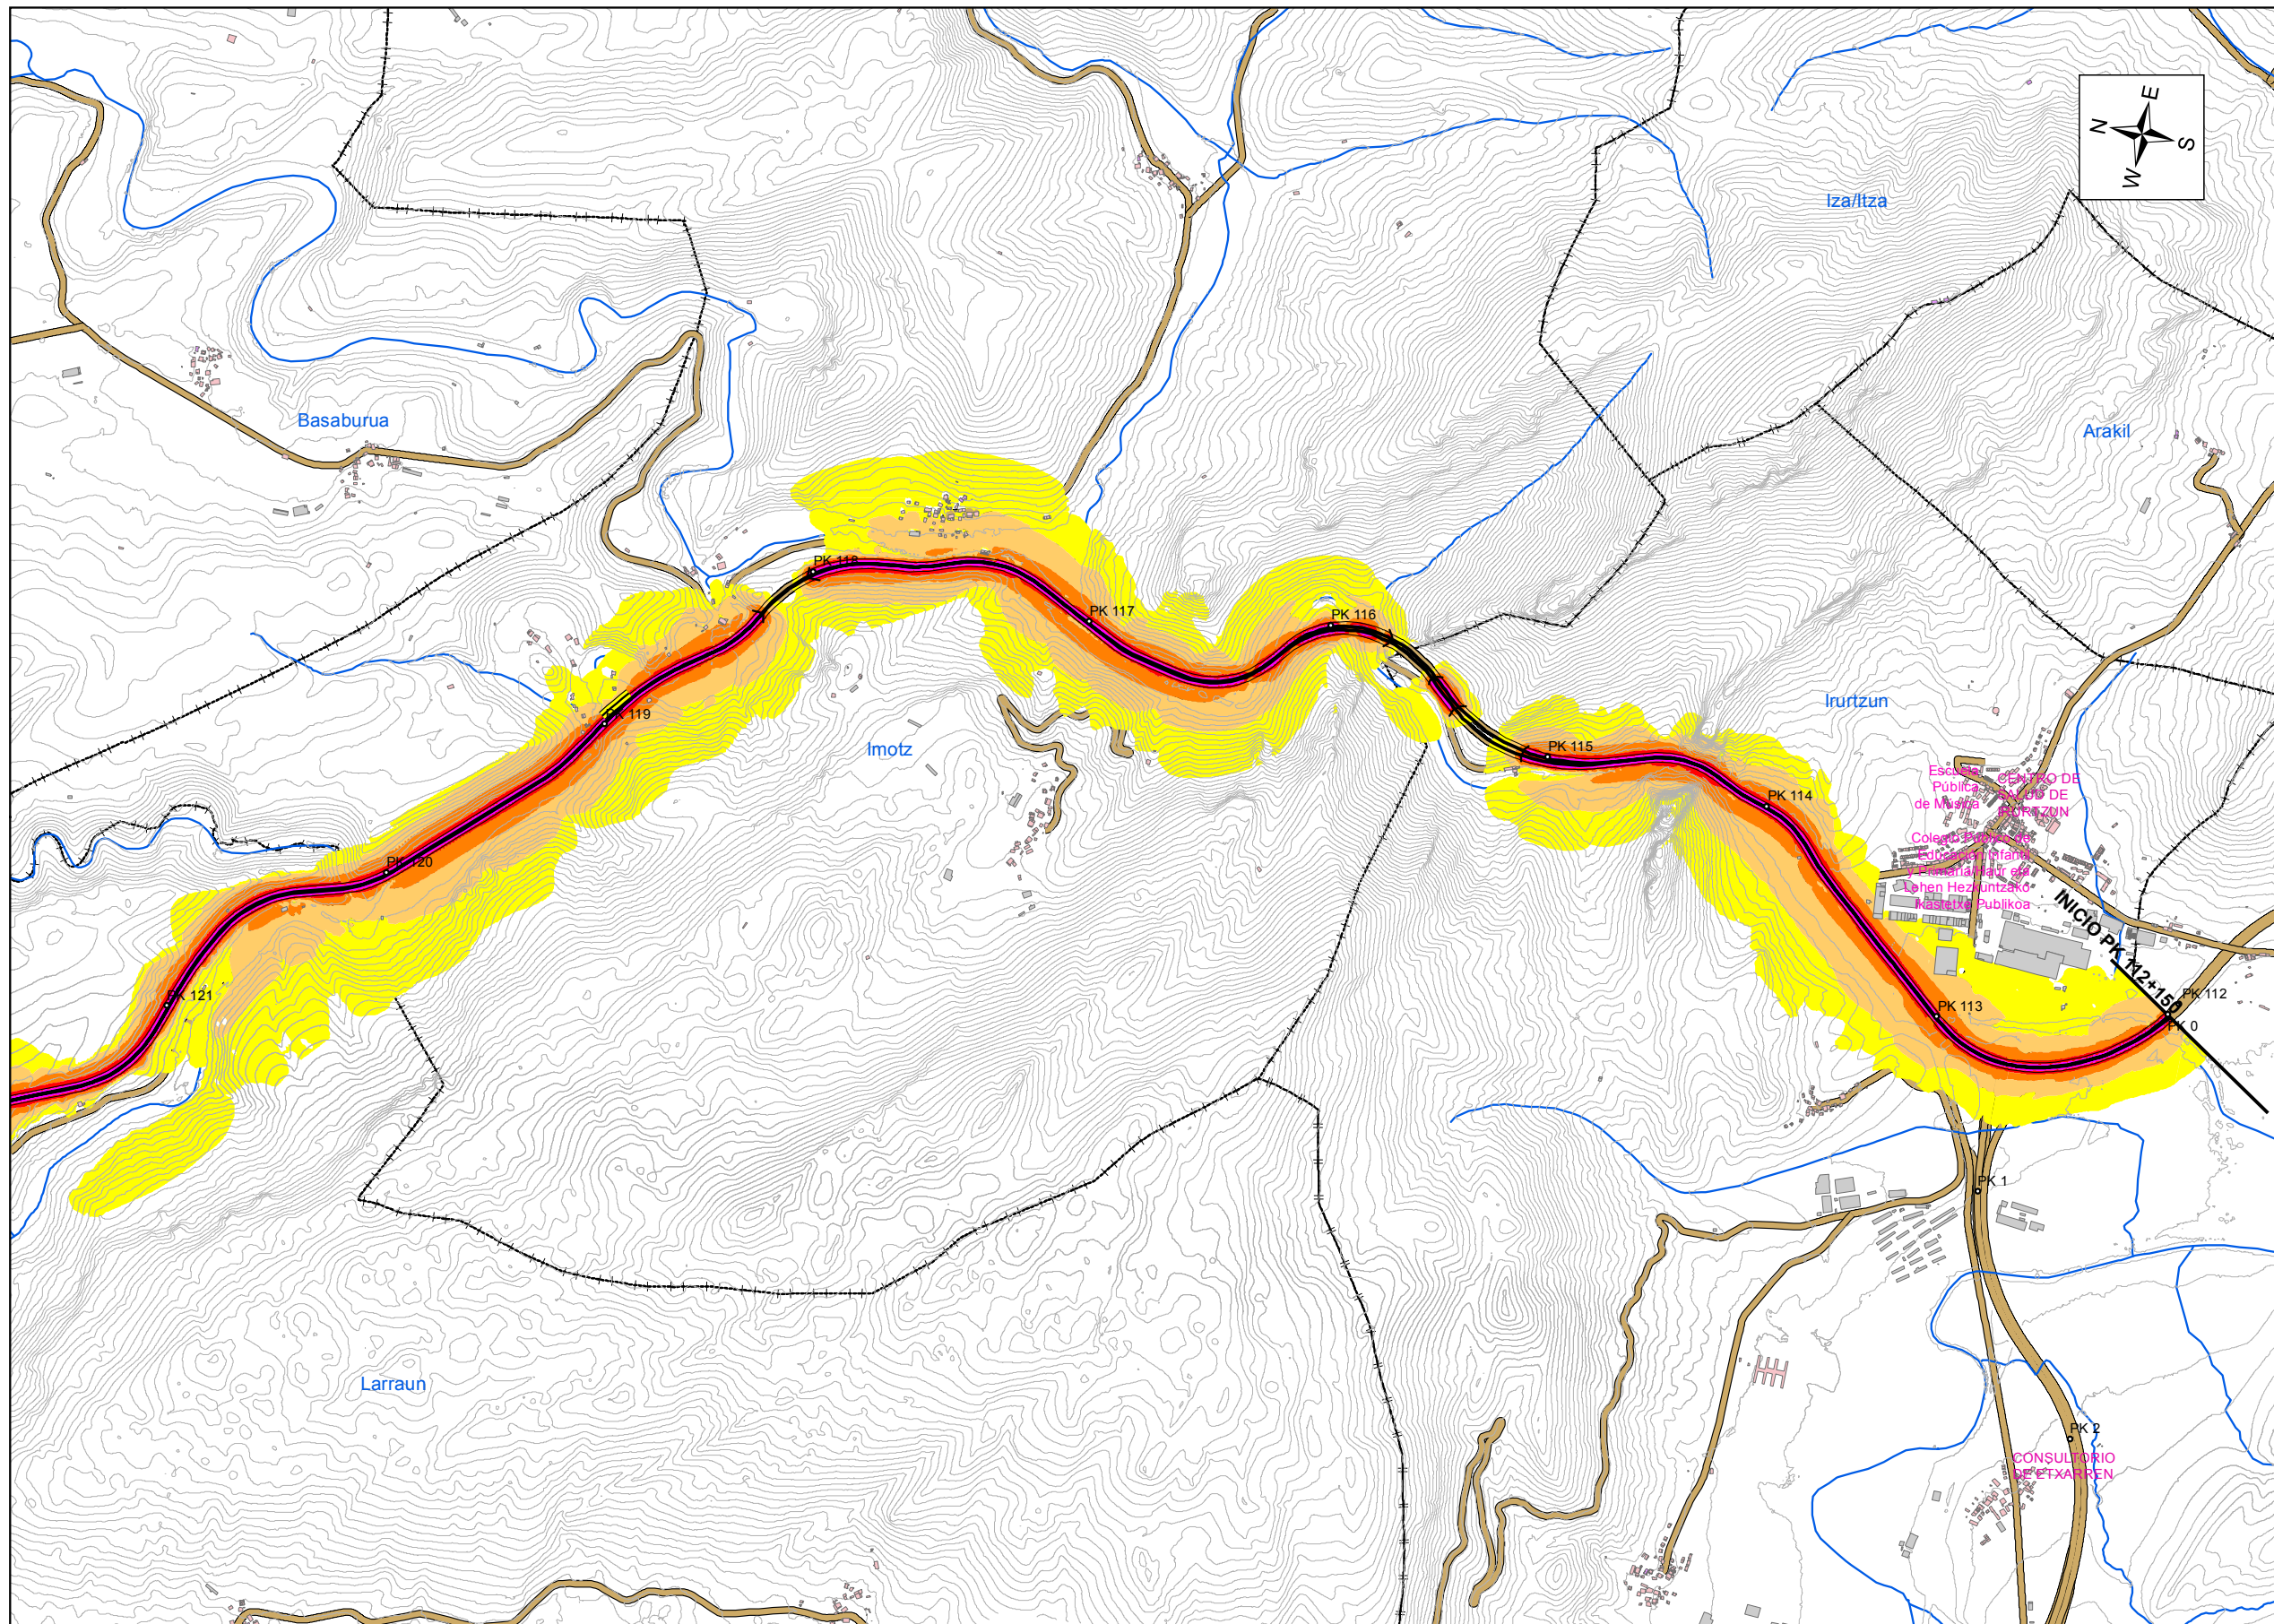 E
N
S
W
Iza/Itza
Basaburua
Arakil
PK 118
PK 117
PK 116
PK 119
Imotz
PK 115
Irurtzun
Escuela
Pública
de Música
CENTRO DE
SALUD DE
IRURTZUN
PK 114
Colegio Público de
Educación Infantil
y Primaria/Haur eta
Lehen Hezkuntzako
Ikastetxe Publikoa
PK 120
INICIO PK 112+150
PK 121
PK 112
PK 113
PK 0
PK 1
Larraun
PK 2
CONSULTORIO
DE ETXARREN